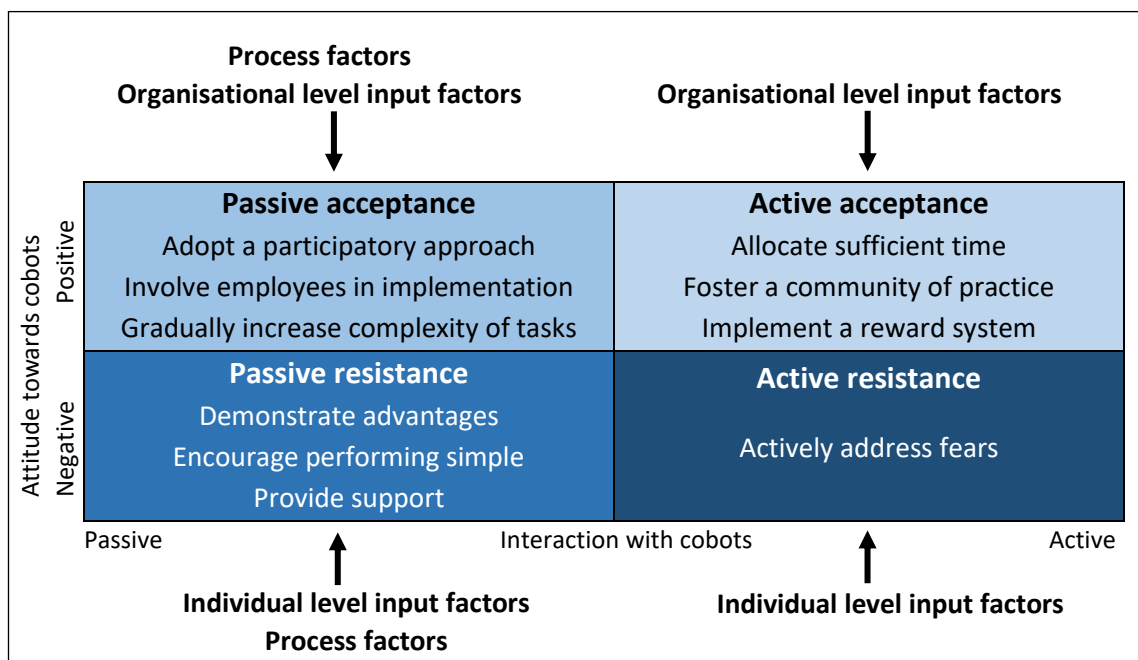 Process factors
Organisational level input factors
Organisational level input factors
Attitude towards cobots
Positive
Negative
Passive acceptance
Adopt a participatory approach
Involve employees in implementation
Gradually increase complexity of tasks
Active acceptance
Allocate sufficient time
Foster a community of practice
Implement a reward system
Passive resistance
Demonstrate advantages
Encourage performing simple
Provide support
Active resistance
Actively address fears
Passive
Interaction with cobots
Active
Individual level input factors
Process factors
Individual level input factors